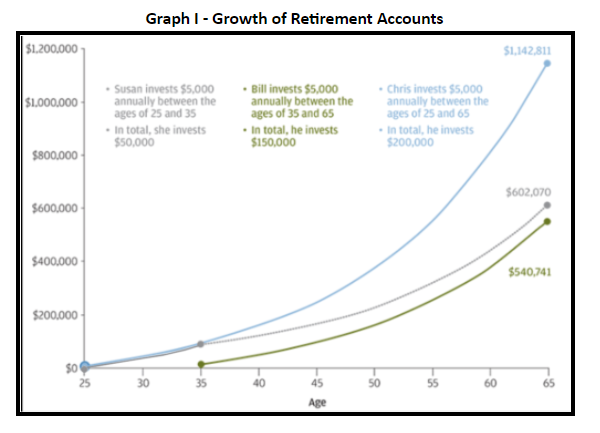 Graph I - Growth of Retirement Accounts
$1,200,000
$1,142,811
• Susan invests $5,000
annually between the
ages of 25 and 35
• In total, she invests
$50,000
• Bill invests $5,000
annually between the
ages of 35 and 65
• In total, he invests
$150,000
• Chris invests $5,000
annually between the
ages of 25 and 65
• In total, he invests
$200,000
$1,000,000
$800,000
$602,070
$600,000
$540,741
$400,000
$200,000
$0
25 30 35 40 45 50 55 60 65
Age